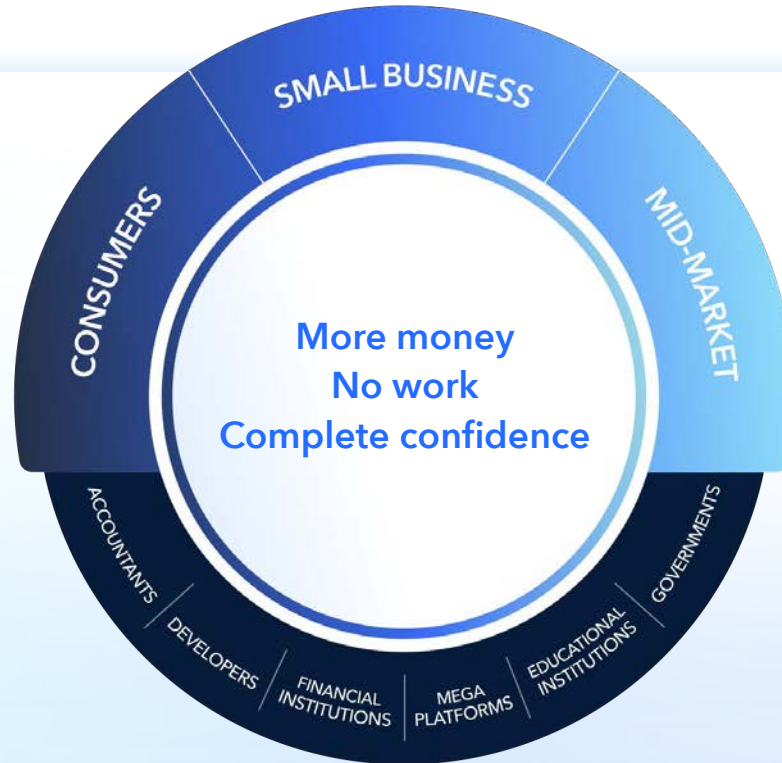 SMALL BUSINESS
CONSUMERS
MID-MARKET
More money
No work
Complete confidence
ACCOUNTANTS
DEVELOPERS
FINANCIAL
INSTITUTIONS
MEGA
PLATFORMS
EDUCATIONAL
INSTITUTIONS
GOVERNMENTS